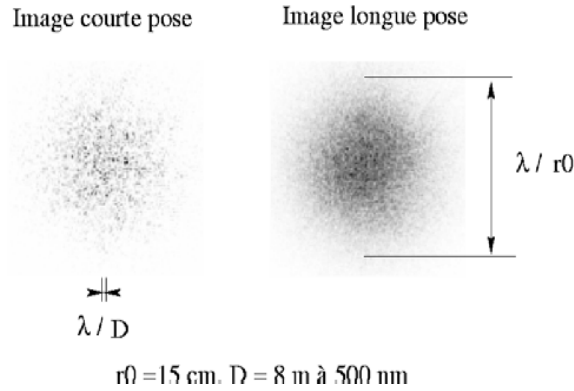 Image courte pose
Image longue pose
λ / r0
λ / D
r0 =15 cm, D = 8 m à 500 nm